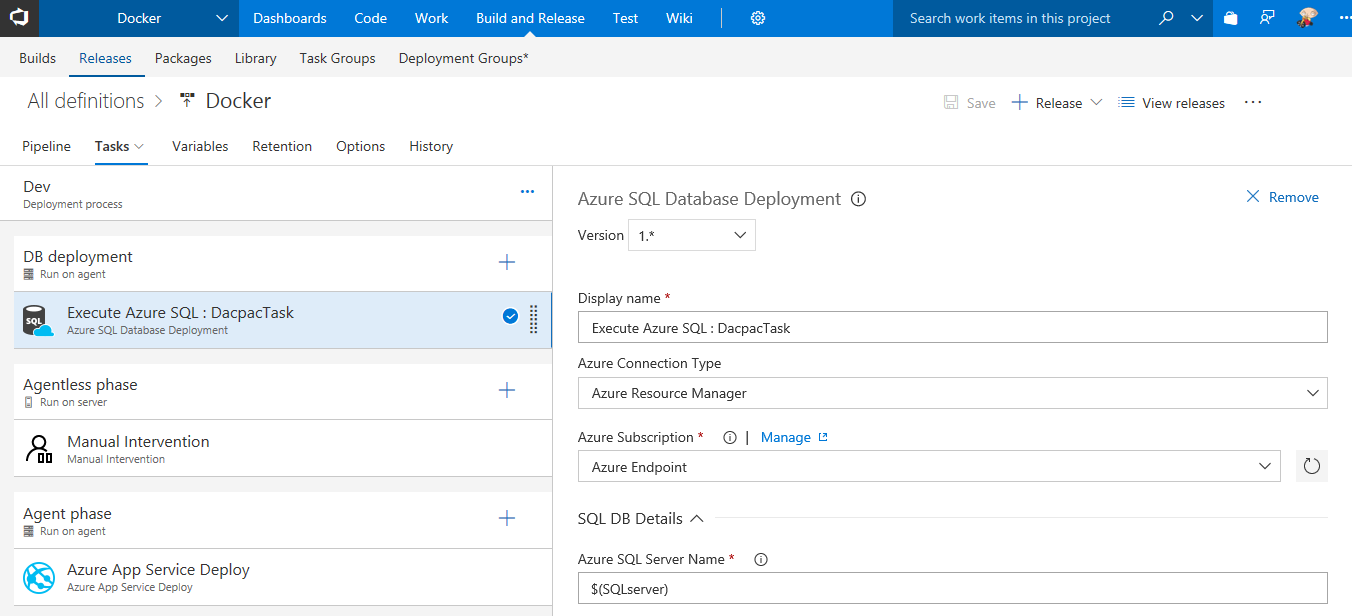 Docker Dashboards Code Work Build and Release Test Wiki Search work items in this project
Builds Releases Packages Library Task Groups Deployment Groups*
All definitions > Docker Save + Release View releases ...
Pipeline Tasks Variables Retention Options History
Dev
Deployment process
DB deployment
Run on agent
SQL
Execute Azure SQL : DacpacTask
Azure SQL Database Deployment
Agentless phase
Run on server
Manual Intervention
Manual Intervention
Agent phase
Run on agent
Azure App Service Deploy
Azure App Service Deploy
Azure SQL Database Deployment Remove
Version 1.*
Display name *
Execute Azure SQL : DacpacTask
Azure Connection Type
Azure Resource Manager
Azure Subscription * | Manage
Azure Endpoint
SQL DB Details
Azure SQL Server Name *
$(SQLserver)